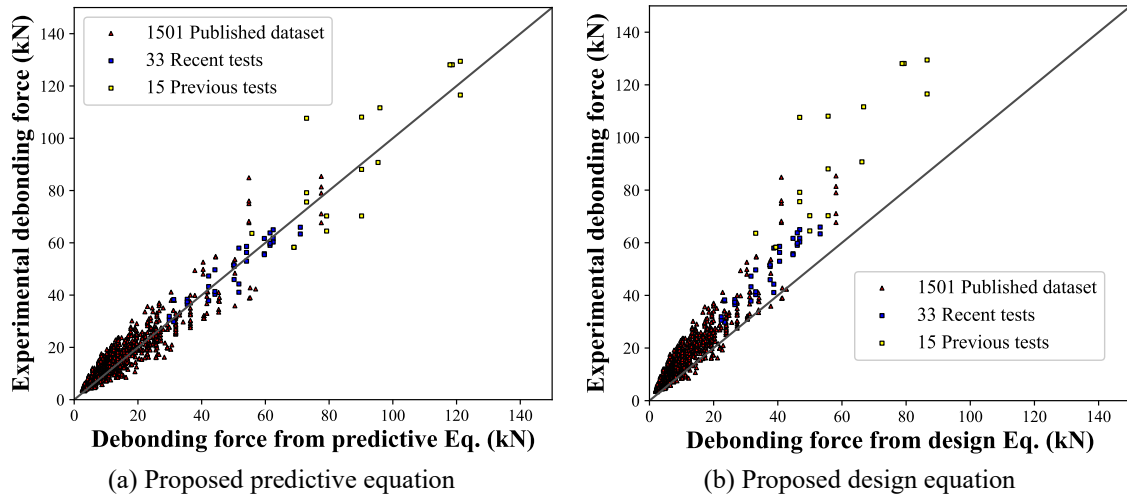 Experimental debonding force (kN)
140
120
100
80
60
40
20
0
1501 Published dataset
33 Recent tests
15 Previous tests
0 20 40 60 80 100 120 140
Debonding force from predictive Eq. (kN)
(a) Proposed predictive equation
Experimental debonding force (kN)
140
120
100
80
60
40
20
0
1501 Published dataset
33 Recent tests
15 Previous tests
0 20 40 60 80 100 120 140
Debonding force from design Eq. (kN)
(b) Proposed design equation